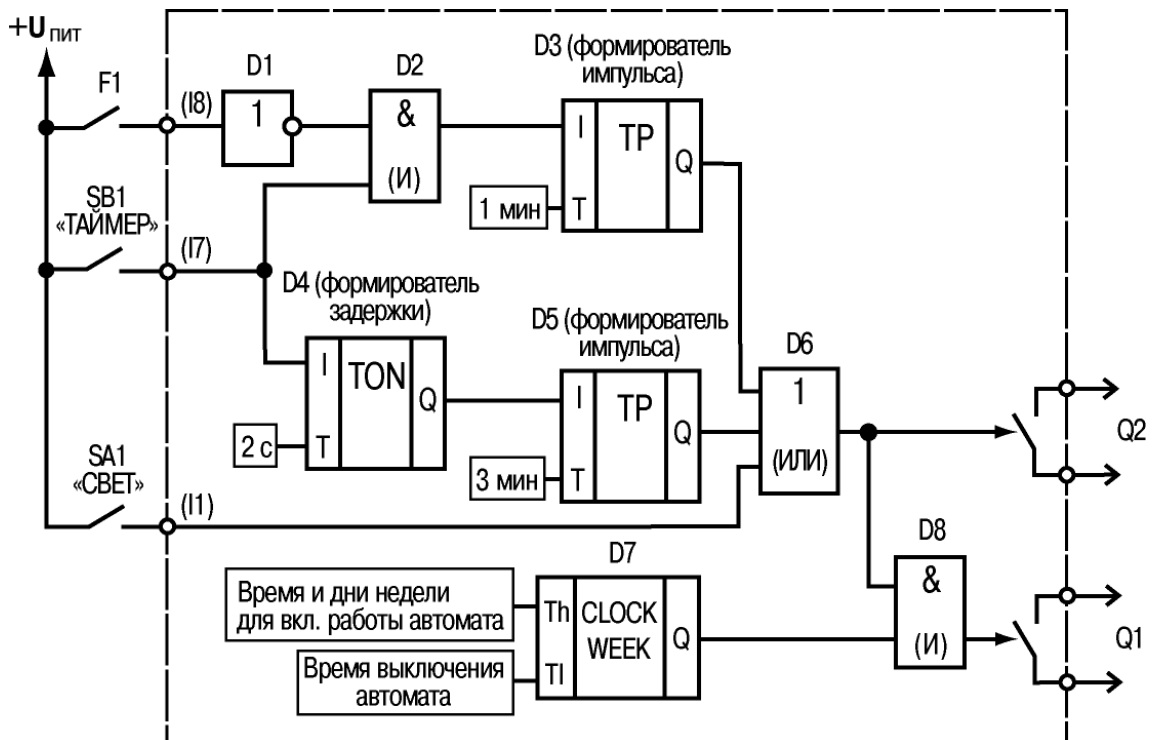 +Uпит
F1
(I8)
D1
1
D2
&
(И)
D3 (формирователь
импульса)
I
TP
Q
T
1 мин
SB1
«ТАЙМЕР»
(I7)
D4 (формирователь
задержки)
I
TON
Q
T
2 с
D5 (формирователь
импульса)
I
TP
Q
T
3 мин
D6
1
(ИЛИ)
Q2
SA1
«СВЕТ»
(I1)
D7
Время и дни недели
для вкл. работы автомата
Th
CLOCK
WEEK
Q
Tl
Время выключения
автомата
D8
&
(И)
Q1